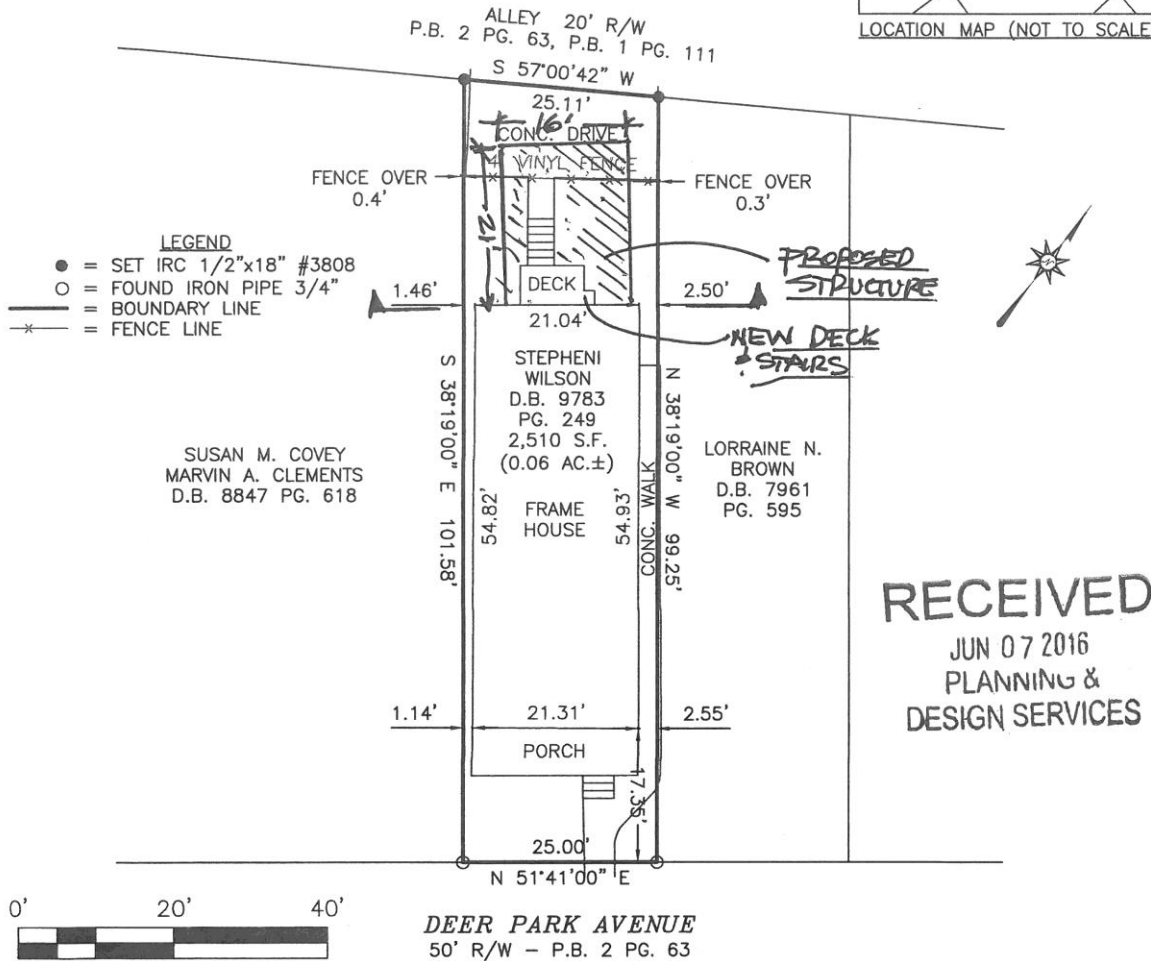 LOCATION MAP (NOT TO SCALE
ALLEY 20' R/W
P.B. 2 PG. 63, P.B. 1 PG. 111
S 57°00'42" W
25.11'
16'
CONC. DRIVE
4' VINYL FENCE
FENCE OVER
0.4'
FENCE OVER
0.3'
12'
LEGEND
● = SET IRC 1/2"x18" #3808
○ = FOUND IRON PIPE 3/4"
= BOUNDARY LINE
-x- = FENCE LINE
PROPOSED
STRUCTURE
DECK
1.46'
2.50'
21.04'
NEW DECK
& STAIRS
STEPHENI
WILSON
D.B. 9783
PG. 249
2,510 S.F.
(0.06 AC.±)
S 38°19'00" E 101.58'
N 38°19'00" W 99.25'
SUSAN M. COVEY
MARVIN A. CLEMENTS
D.B. 8847 PG. 618
LORRAINE N.
BROWN
D.B. 7961
PG. 595
54.82'
FRAME
HOUSE
54.93'
CONC. WALK
RECEIVED
JUN 07 2016
PLANNING &
DESIGN SERVICES
1.14'
21.31'
2.55'
PORCH
17.35'
25.00'
N 51°41'00" E
0' 20' 40'
DEER PARK AVENUE
50' R/W – P.B. 2 PG. 63